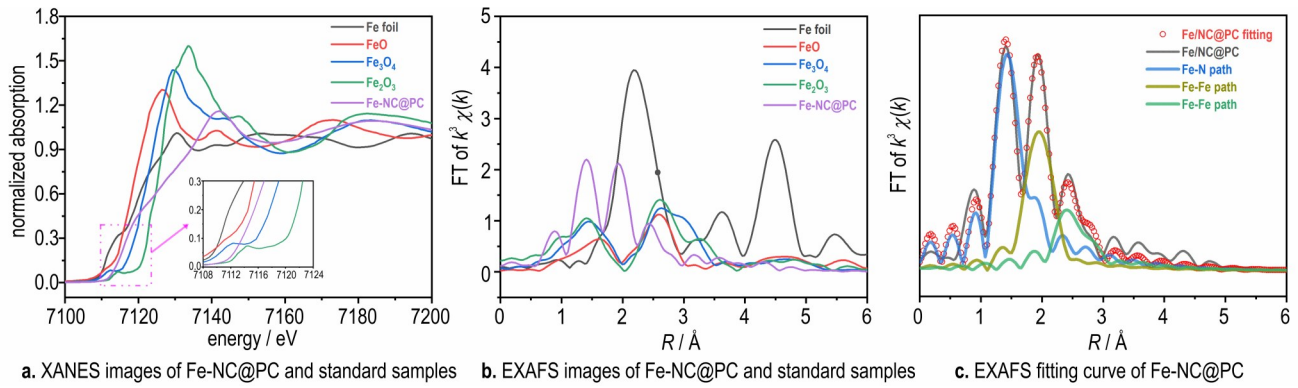 a
1.8
1.5
1.2
0.9
0.6
0.3
0.0
normalized absorption
Fe foil
FeO
Fe₃O₄
Fe₂O₃
Fe-NC@PC
0.3
0.2
0.1
0.0
7108 7112 7116 7120 7124
7100 7120 7140 7160 7180 7200
energy / eV
b
5
4
3
2
1
0
FT of k³ χ(k)
Fe foil
FeO
Fe₃O₄
Fe₂O₃
Fe-NC@PC
0 1 2 3 4 5 6
R / Å
c
FT of k³ χ(k)
Fe/NC@PC fitting
Fe/NC@PC
Fe-N path
Fe-Fe path
Fe-Fe path
0 1 2 3 4 5 6
R / Å
a. XANES images of Fe-NC@PC and standard samples
b. EXAFS images of Fe-NC@PC and standard samples
c. EXAFS fitting curve of Fe-NC@PC